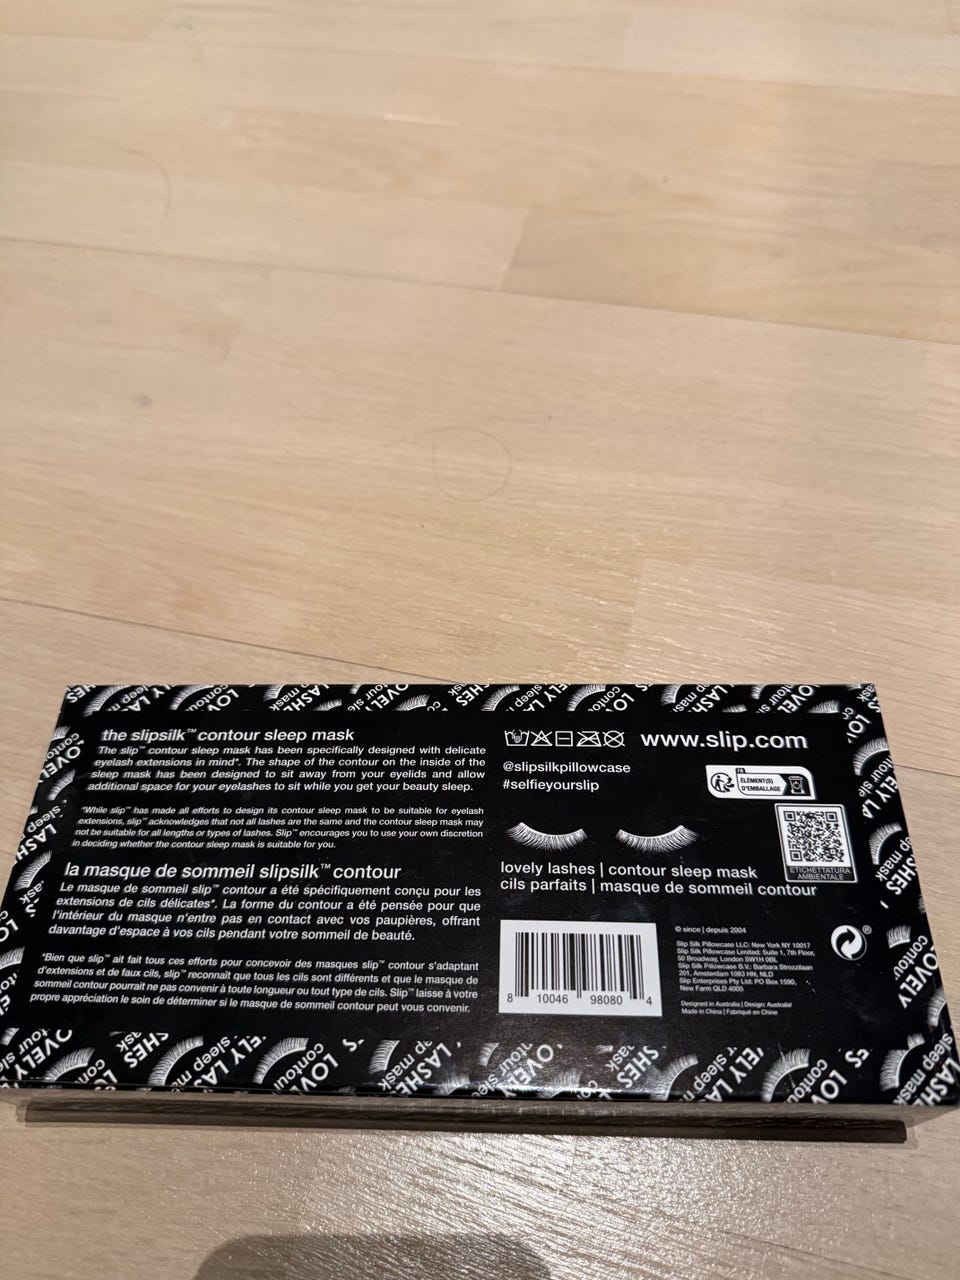 the slipsilk™ contour sleep mask
The slip™ contour sleep mask has been specifically designed with delicate
eyelash extensions in mind*. The shape of the contour on the inside of the
sleep mask has been designed to sit away from your eyelids and allow
additional space for your eyelashes to sit while you get your beauty sleep.
*While slip™ has made all efforts to design its contour sleep mask to be suitable for eyelash
extensions, slip™ acknowledges that not all lashes are the same and the contour sleep mask may
not be suitable for all lengths or types of lashes. Slip™ encourages you to use your own discretion
in deciding whether the contour sleep mask is suitable for you.
la masque de sommeil slipsilk™ contour
Le masque de sommeil slip™ contour a été spécifiquement conçu pour les
extensions de cils délicates*. La forme du contour a été pensée pour que
l'intérieur du masque n'entre pas en contact avec vos paupières, offrant
davantage d'espace à vos cils pendant votre sommeil de beauté.
*Bien que slip™ ait fait tous ces efforts pour concevoir des masques slip™ contour s'adaptant
d'extensions et de faux cils, slip™ reconnaît que tous les cils sont différents et que le masque de
sommeil contour pourrait ne pas convenir à toute longueur ou tout type de cils. Slip™ laisse à votre
propre appréciation le soin de déterminer si le masque de sommeil contour peut vous convenir.
www.slip.com
@slipsilkpillowcase
#selfieyourslip
FR
ÉLÉMENT(S)
D'EMBALLAGE
ETICHETTATURA
AMBIENTALE
lovely lashes | contour sleep mask
cils parfaits | masque de sommeil contour
8 10046 98080 4
© since | depuis 2004
Slip Silk Pillowcase LLC: New York NY 10017
Slip Silk Pillowcase Limited: Suite 1, 7th Floor,
50 Broadway, London SW1H 0BL
Slip Silk Pillowcase B.V.: Barbara Strozzilaan
201, Amsterdam 1083 HN, NLD
Slip Enterprises Pty Ltd: PO Box 1590,
New Farm QLD 4005
Designed in Australia | Design: Australie
Made in China | Fabriqué en Chine
®